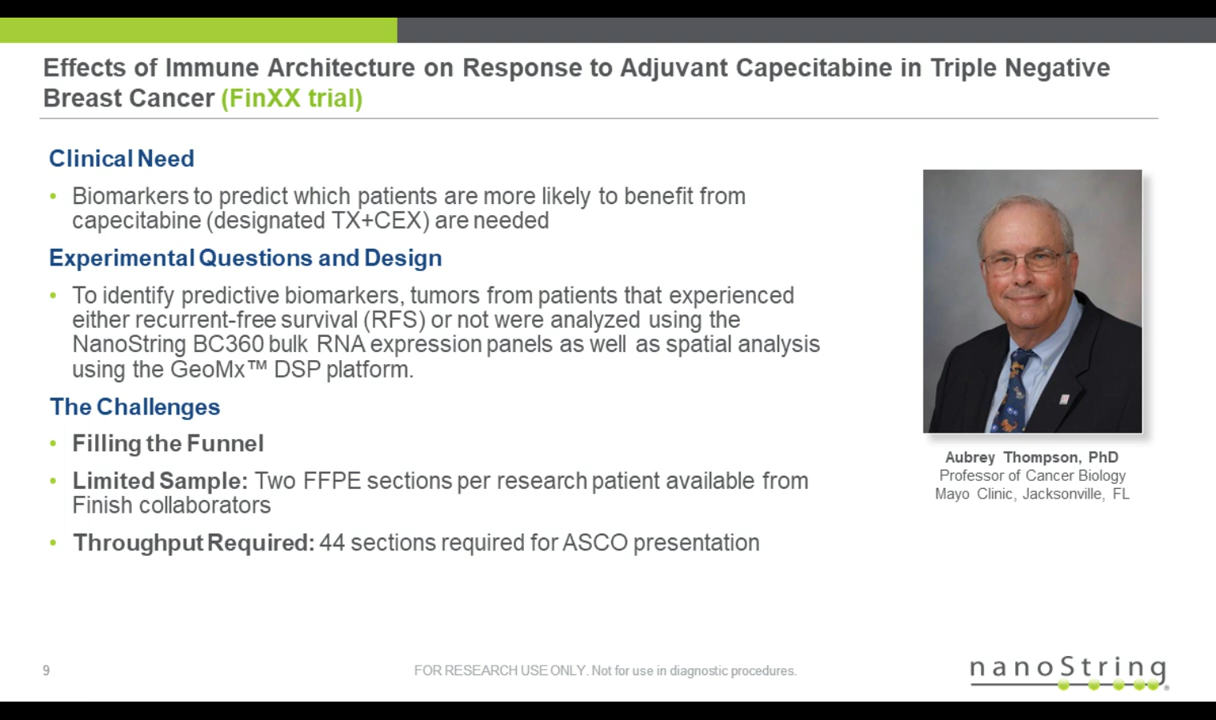 Effects of Immune Architecture on Response to Adjuvant Capecitabine in Triple Negative
Breast Cancer (FinXX trial)
Clinical Need
• Biomarkers to predict which patients are more likely to benefit from
capecitabine (designated TX+CEX) are needed
Experimental Questions and Design
• To identify predictive biomarkers, tumors from patients that experienced
either recurrent-free survival (RFS) or not were analyzed using the
NanoString BC360 bulk RNA expression panels as well as spatial analysis
using the GeoMx™ DSP platform.
The Challenges
• Filling the Funnel
• Limited Sample: Two FFPE sections per research patient available from
Finish collaborators
• Throughput Required: 44 sections required for ASCO presentation
Aubrey Thompson, PhD
Professor of Cancer Biology
Mayo Clinic, Jacksonville, FL
9
FOR RESEARCH USE ONLY. Not for use in diagnostic procedures.
nanoString®